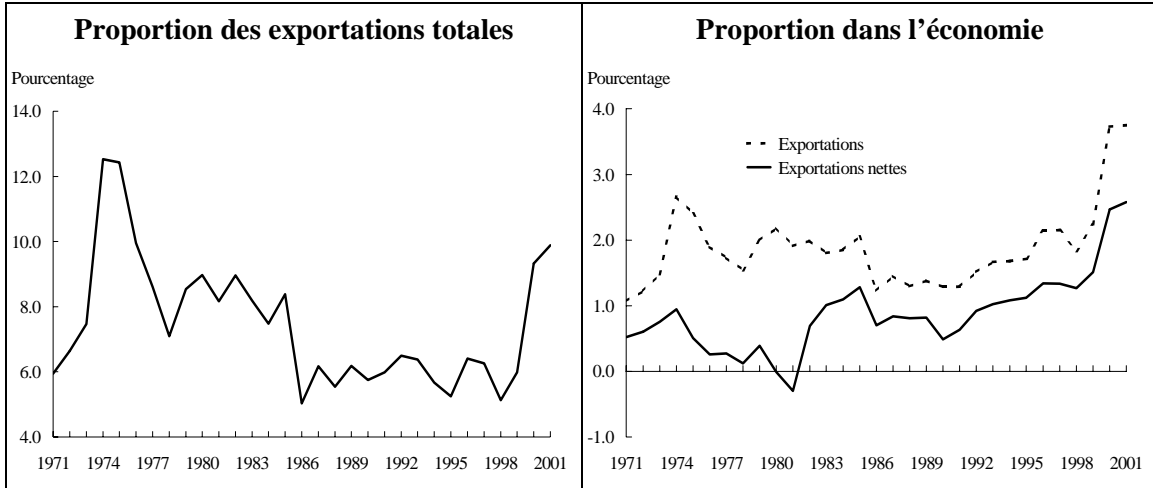 Proportion des exportations totales
Pourcentage
14.0
12.0
10.0
8.0
6.0
4.0
1971 1974 1977 1980 1983 1986 1989 1992 1995 1998 2001
Proportion dans l'économie
Pourcentage
4.0
3.0
2.0
1.0
0.0
-1.0
Exportations
Exportations nettes
1971 1974 1977 1980 1983 1986 1989 1992 1995 1998 2001